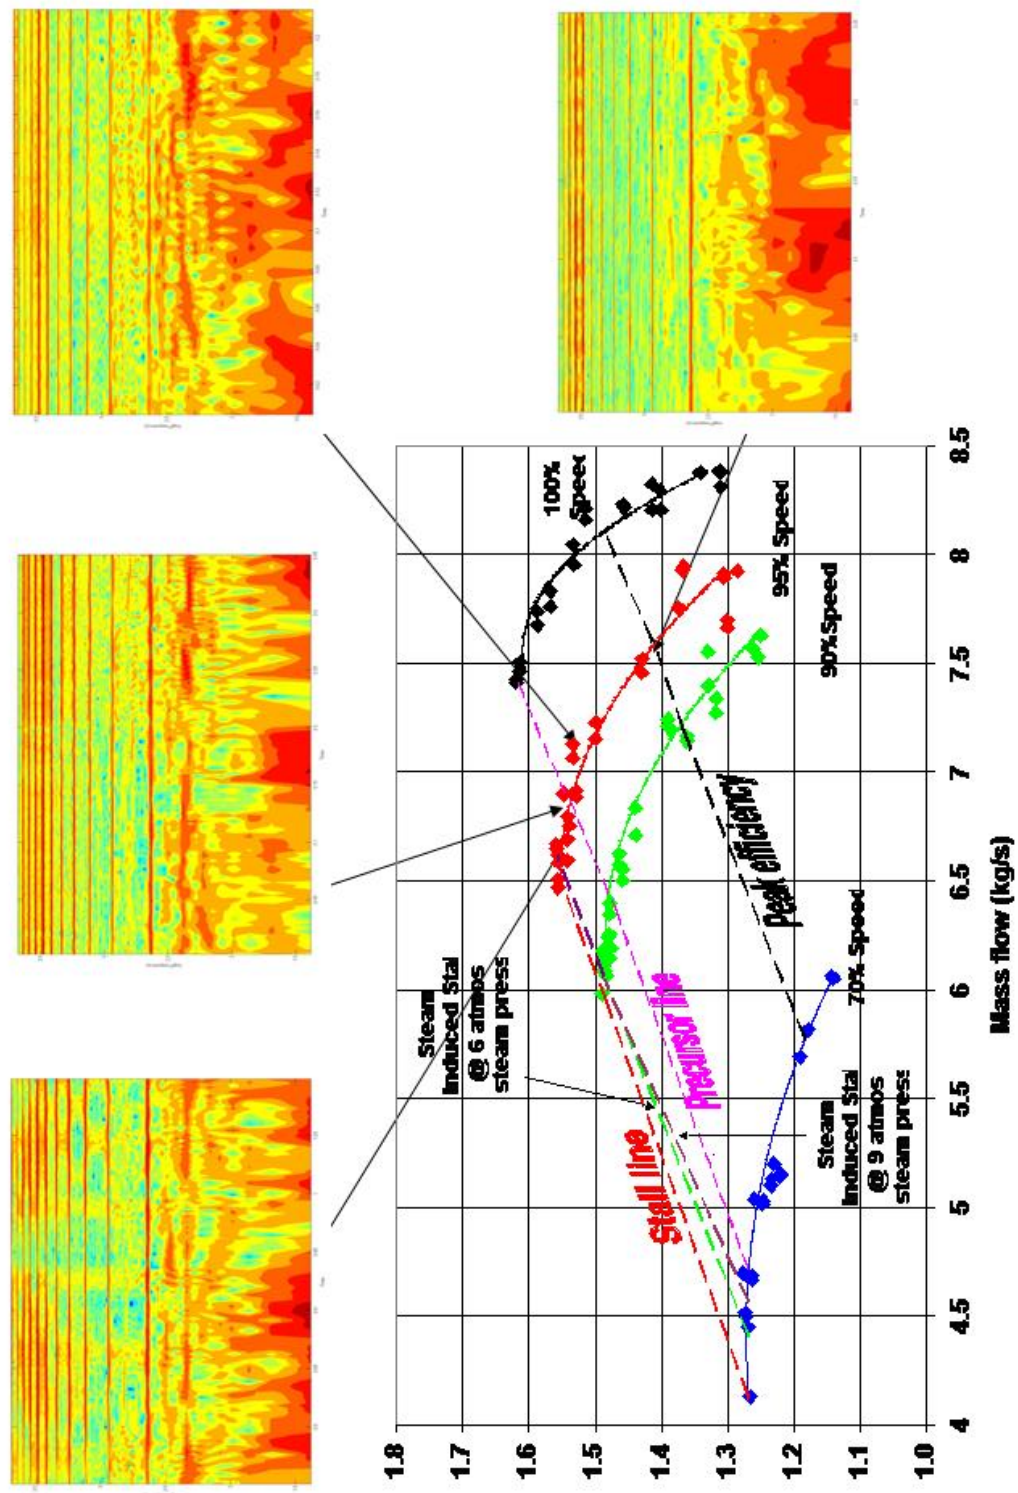 100%
Speed
95% Speed
90%Speed
70% Speed
Peak efficiency
Precursor line
Stall line
Steam
Induced Stal
@ 6 atmos
steam press
Steam
Induced Stal
@ 9 atmos
steam press
1.8
1.7
1.6
1.5
1.4
1.3
1.2
1.1
1.0
4
4.5
5
5.5
6
6.5
7
7.5
8
8.5
Mass flow (kg/s)